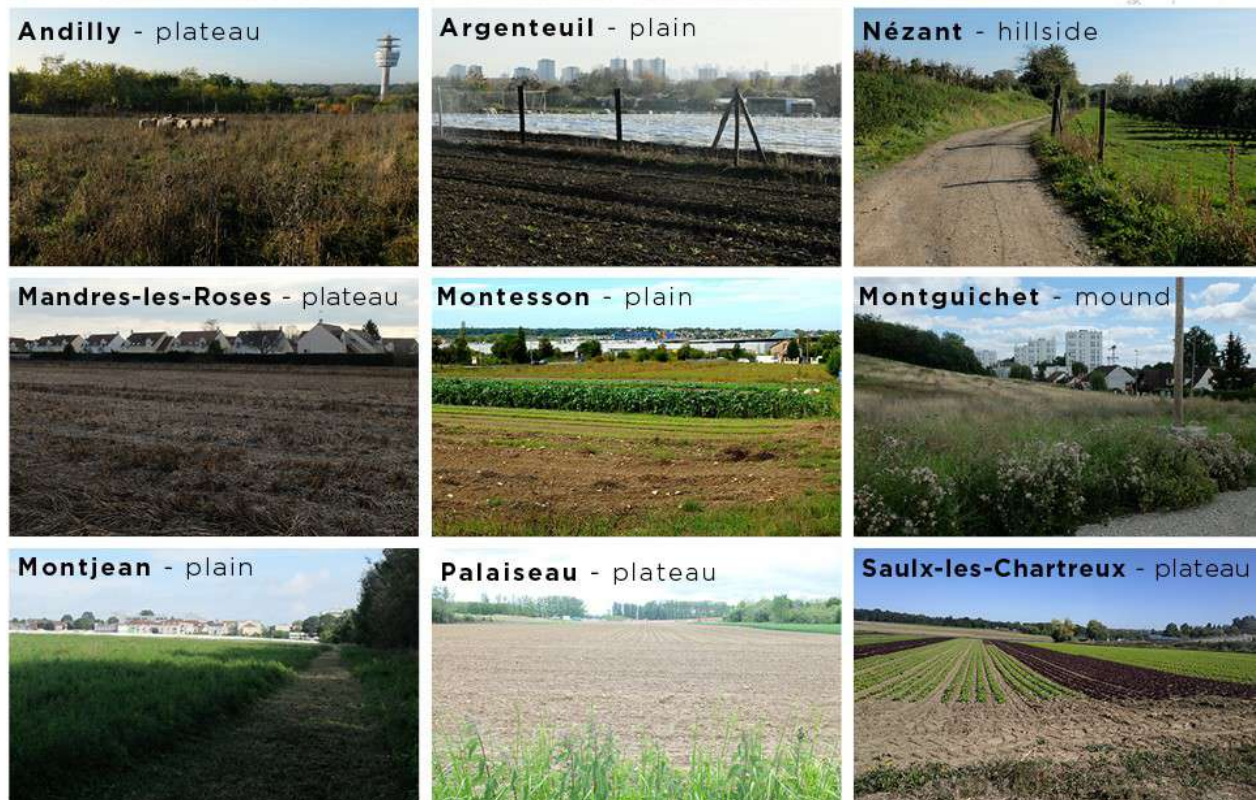 Andilly - plateau
Argenteuil - plain
Nézant - hillside
Mandres-les-Roses - plateau
Montesson - plain
Montguichet - mound
Montjean - plain
Palaiseau - plateau
Saulx-les-Chartreux - plateau